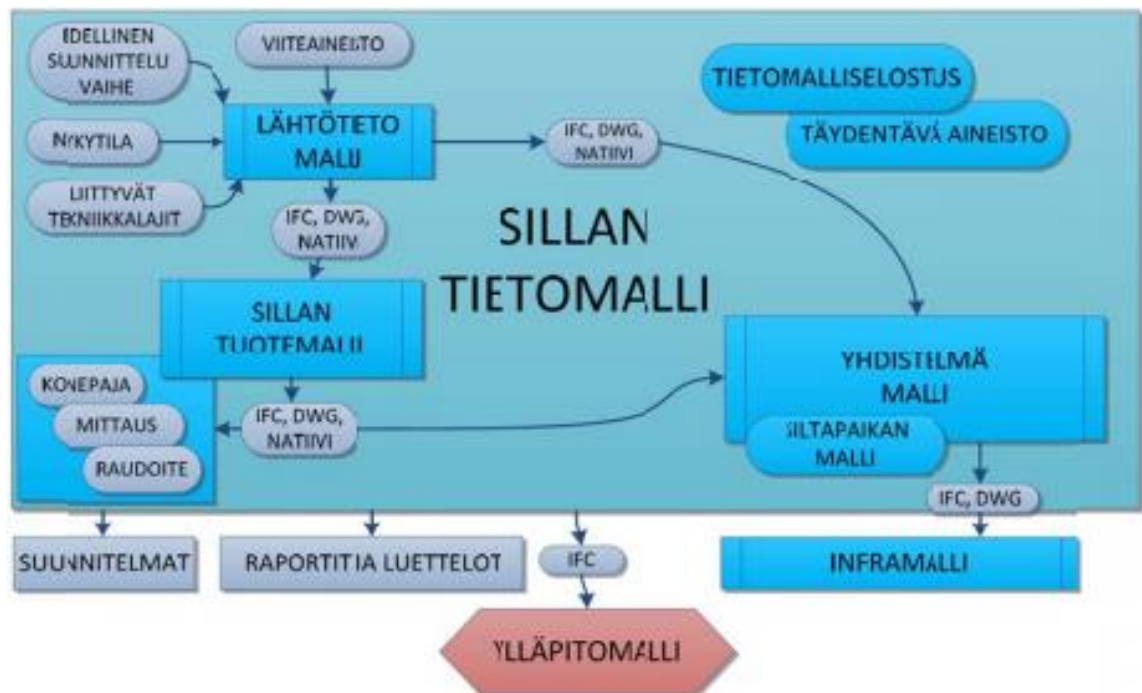 EDELLINEN
SUUNNITTELU
VAIHE
VIITEAINEISTO
TIETOMALLISELOSTUS
TÄYDENTÄVÄ AINEISTO
LÄHTÖTIETO
MALLI
NYKYTILA
IFC, DWG,
NATIIVI
LIITTYVÄT
TEKNIIKKALAJIT
IFC, DWG,
NATIIVI
SILLAN
TIETOMALLI
SILLAN
TUOTEMALLI
YHDISTELMÄ
MALLI
KONEPAJA
MITTAUS
RAUDOITE
IFC, DWG,
NATIIVI
SILTAPAIKAN
MALLI
IFC, DWG
SUUNNITELMAT
RAPORTIT JA LUETTELOT
IFC
INFRAMALLI
YLLÄPITOMALLI